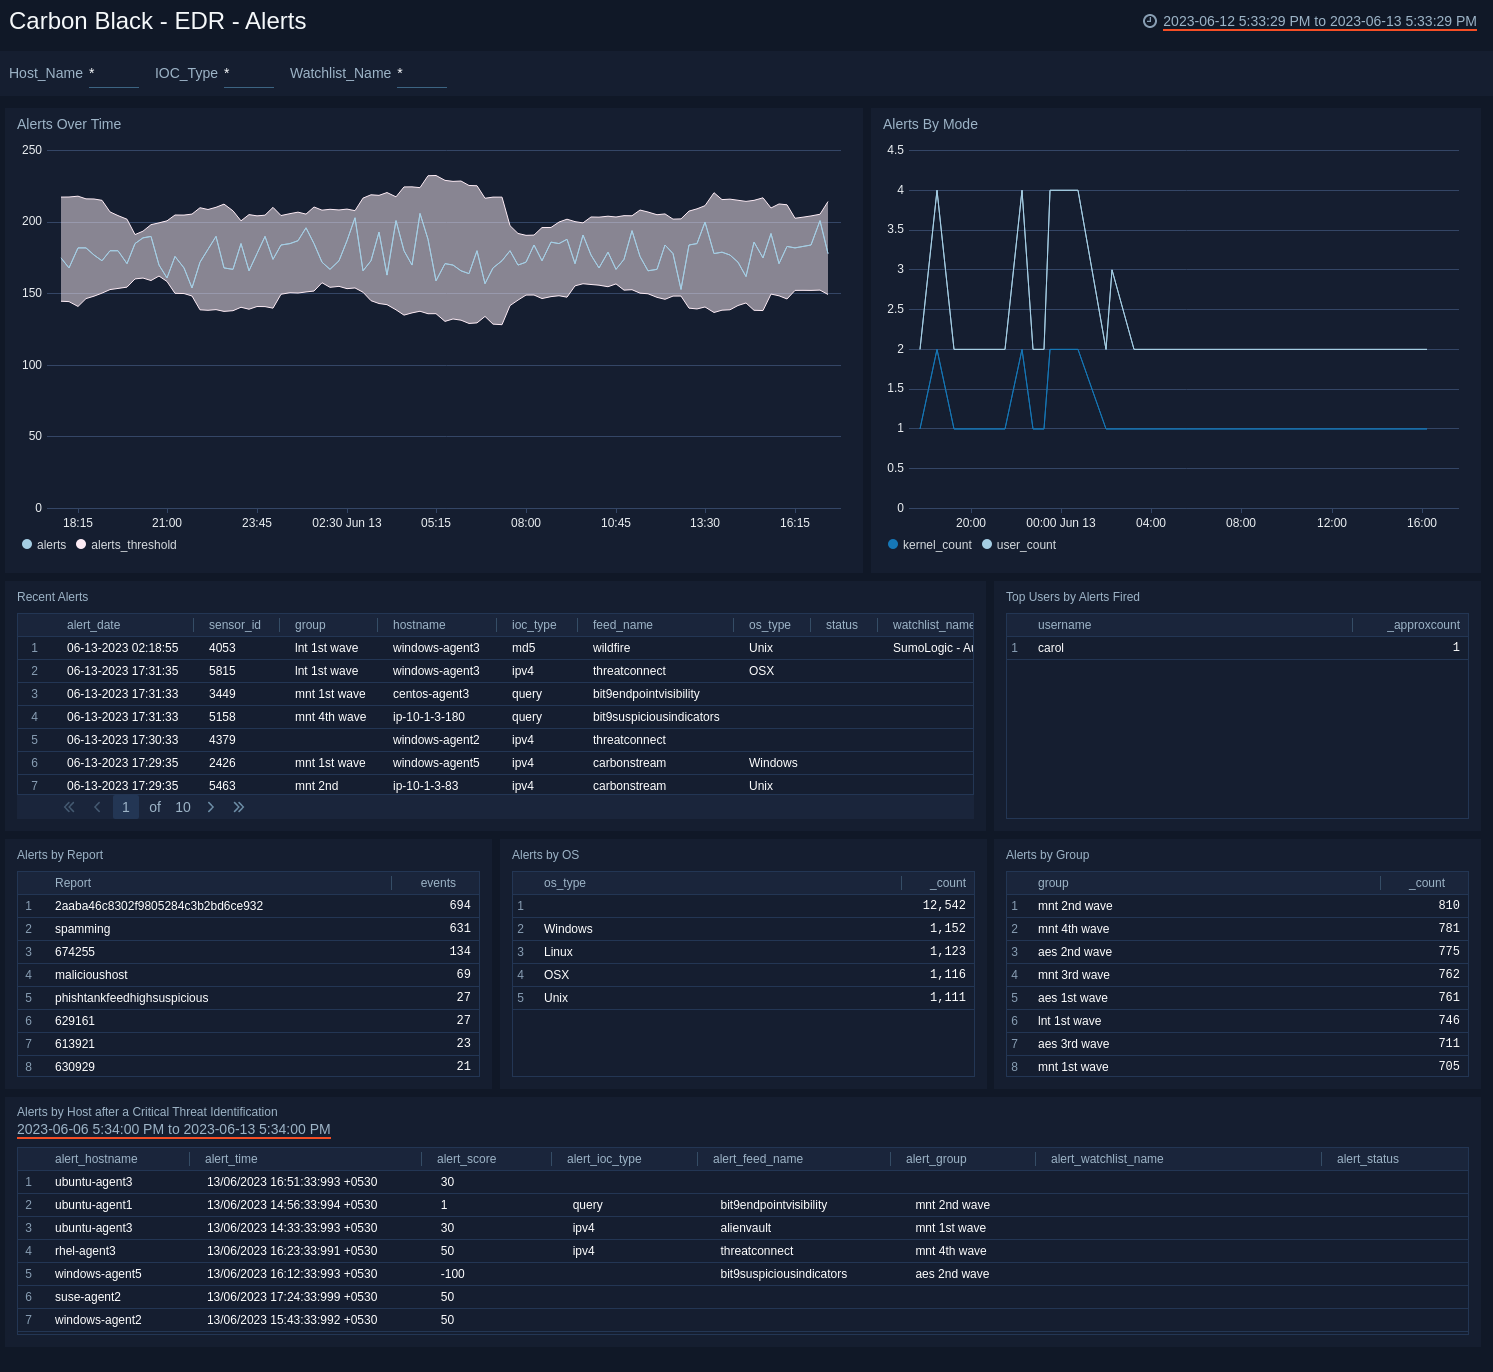 Carbon Black - EDR - Alerts
2023-06-12 5:33:29 PM to 2023-06-13 5:33:29 PM
Host_Name * IOC_Type * Watchlist_Name *
Alerts Over Time
250
200
150
100
50
0
18:15 21:00 23:45 02:30 Jun 13 05:15 08:00 10:45 13:30 16:15
alerts alerts_threshold
Alerts By Mode
4.5
4
3.5
3
2.5
2
1.5
1
0.5
0
20:00 00:00 Jun 13 04:00 08:00 12:00 16:00
kernel_count user_count
Recent Alerts
alert_date sensor_id group hostname ioc_type feed_name os_type status watchlist_name
1 06-13-2023 02:18:55 4053 lnt 1st wave windows-agent3 md5 wildfire Unix SumoLogic - Au
2 06-13-2023 17:31:35 5815 lnt 1st wave windows-agent3 ipv4 threatconnect OSX
3 06-13-2023 17:31:33 3449 mnt 1st wave centos-agent3 query bit9endpointvisibility
4 06-13-2023 17:31:33 5158 mnt 4th wave ip-10-1-3-180 query bit9suspiciousindicators
5 06-13-2023 17:30:33 4379 windows-agent2 ipv4 threatconnect
6 06-13-2023 17:29:35 2426 mnt 1st wave windows-agent5 ipv4 carbonstream Windows
7 06-13-2023 17:29:35 5463 mnt 2nd ip-10-1-3-83 ipv4 carbonstream Unix
1 of 10
Top Users by Alerts Fired
username _approxcount
1 carol 1
Alerts by Report
Report events
1 2aaba46c8302f9805284c3b2bd6ce932 694
2 spamming 631
3 674255 134
4 malicioushost 69
5 phishtankfeedhighsuspicious 27
6 629161 27
7 613921 23
8 630929 21
Alerts by OS
os_type _count
1 12,542
2 Windows 1,152
3 Linux 1,123
4 OSX 1,116
5 Unix 1,111
Alerts by Group
group _count
1 mnt 2nd wave 810
2 mnt 4th wave 781
3 aes 2nd wave 775
4 mnt 3rd wave 762
5 aes 1st wave 761
6 lnt 1st wave 746
7 aes 3rd wave 711
8 mnt 1st wave 705
Alerts by Host after a Critical Threat Identification
2023-06-06 5:34:00 PM to 2023-06-13 5:34:00 PM
alert_hostname alert_time alert_score alert_ioc_type alert_feed_name alert_group alert_watchlist_name alert_status
1 ubuntu-agent3 13/06/2023 16:51:33:993 +0530 30
2 ubuntu-agent1 13/06/2023 14:56:33:994 +0530 1 query bit9endpointvisibility mnt 2nd wave
3 ubuntu-agent3 13/06/2023 14:33:33:993 +0530 30 ipv4 alienvault mnt 1st wave
4 rhel-agent3 13/06/2023 16:23:33:991 +0530 50 ipv4 threatconnect mnt 4th wave
5 windows-agent5 13/06/2023 16:12:33:993 +0530 -100 bit9suspiciousindicators aes 2nd wave
6 suse-agent2 13/06/2023 17:24:33:999 +0530 50
7 windows-agent2 13/06/2023 15:43:33:992 +0530 50